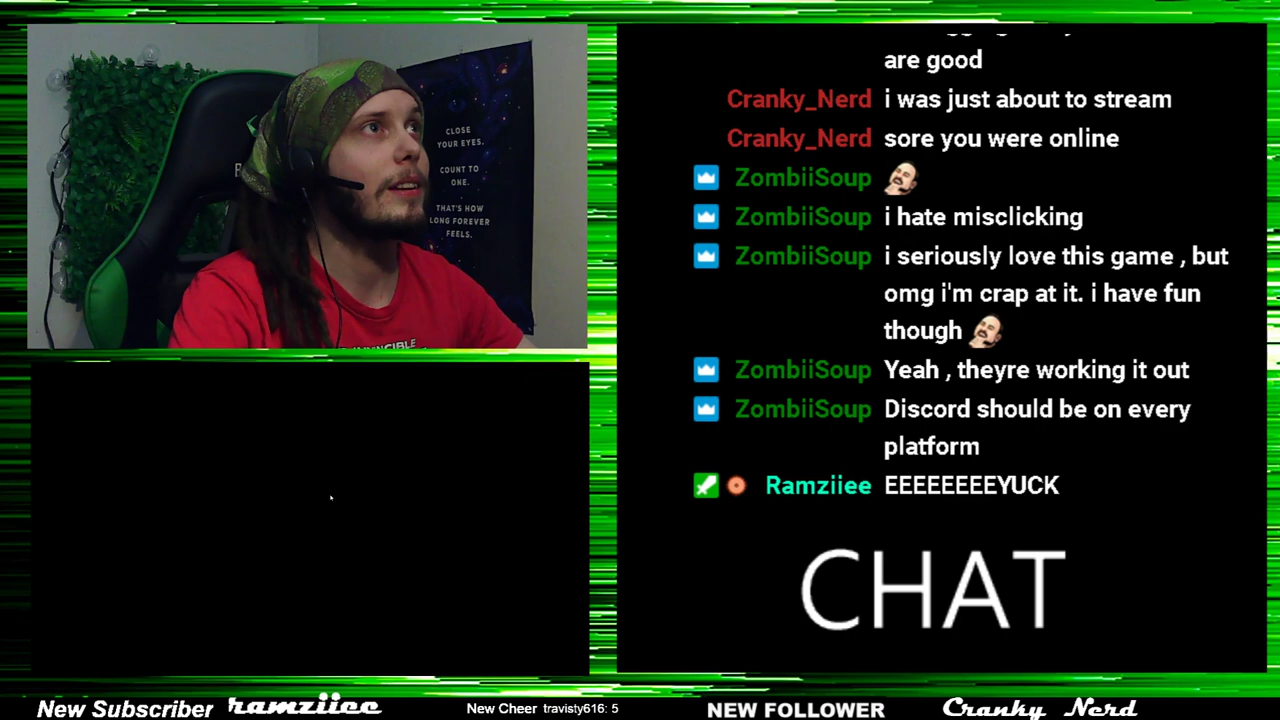 CLOSE
YOUR EYES.
COUNT TO
ONE.
THAT'S HOW
LONG FOREVER
FEELS.
are good
Cranky_Nerd i was just about to stream
Cranky_Nerd sore you were online
ZombiiSoup
ZombiiSoup i hate misclicking
ZombiiSoup i seriously love this game , but
omg i'm crap at it. i have fun
though
ZombiiSoup Yeah , theyre working it out
ZombiiSoup Discord should be on every
platform
Ramziiee EEEEEEEEYUCK
CHAT
New Subscriber ramziiee
New Cheer travisty616: 5
NEW FOLLOWER Cranky_Nerd